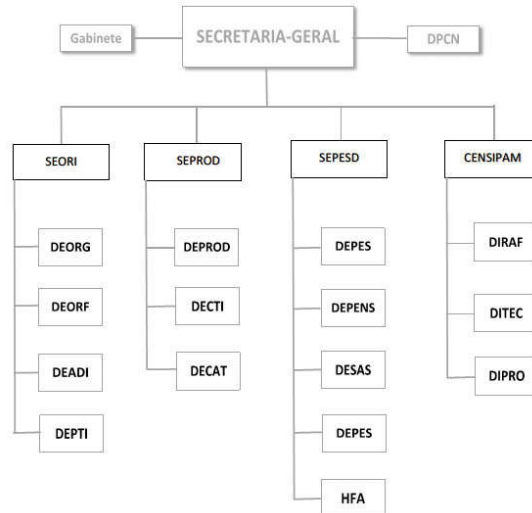 Gabinete
SECRETARIA-GERAL
DPCN
SEORI
SEPROD
SEPESD
CENSIPAM
DEORG
DEORF
DEADI
DEPTI
DEPROD
DECTI
DECAT
DEPES
DEPENS
DESAS
DEPES
HFA
DIRAF
DITEC
DIPRO